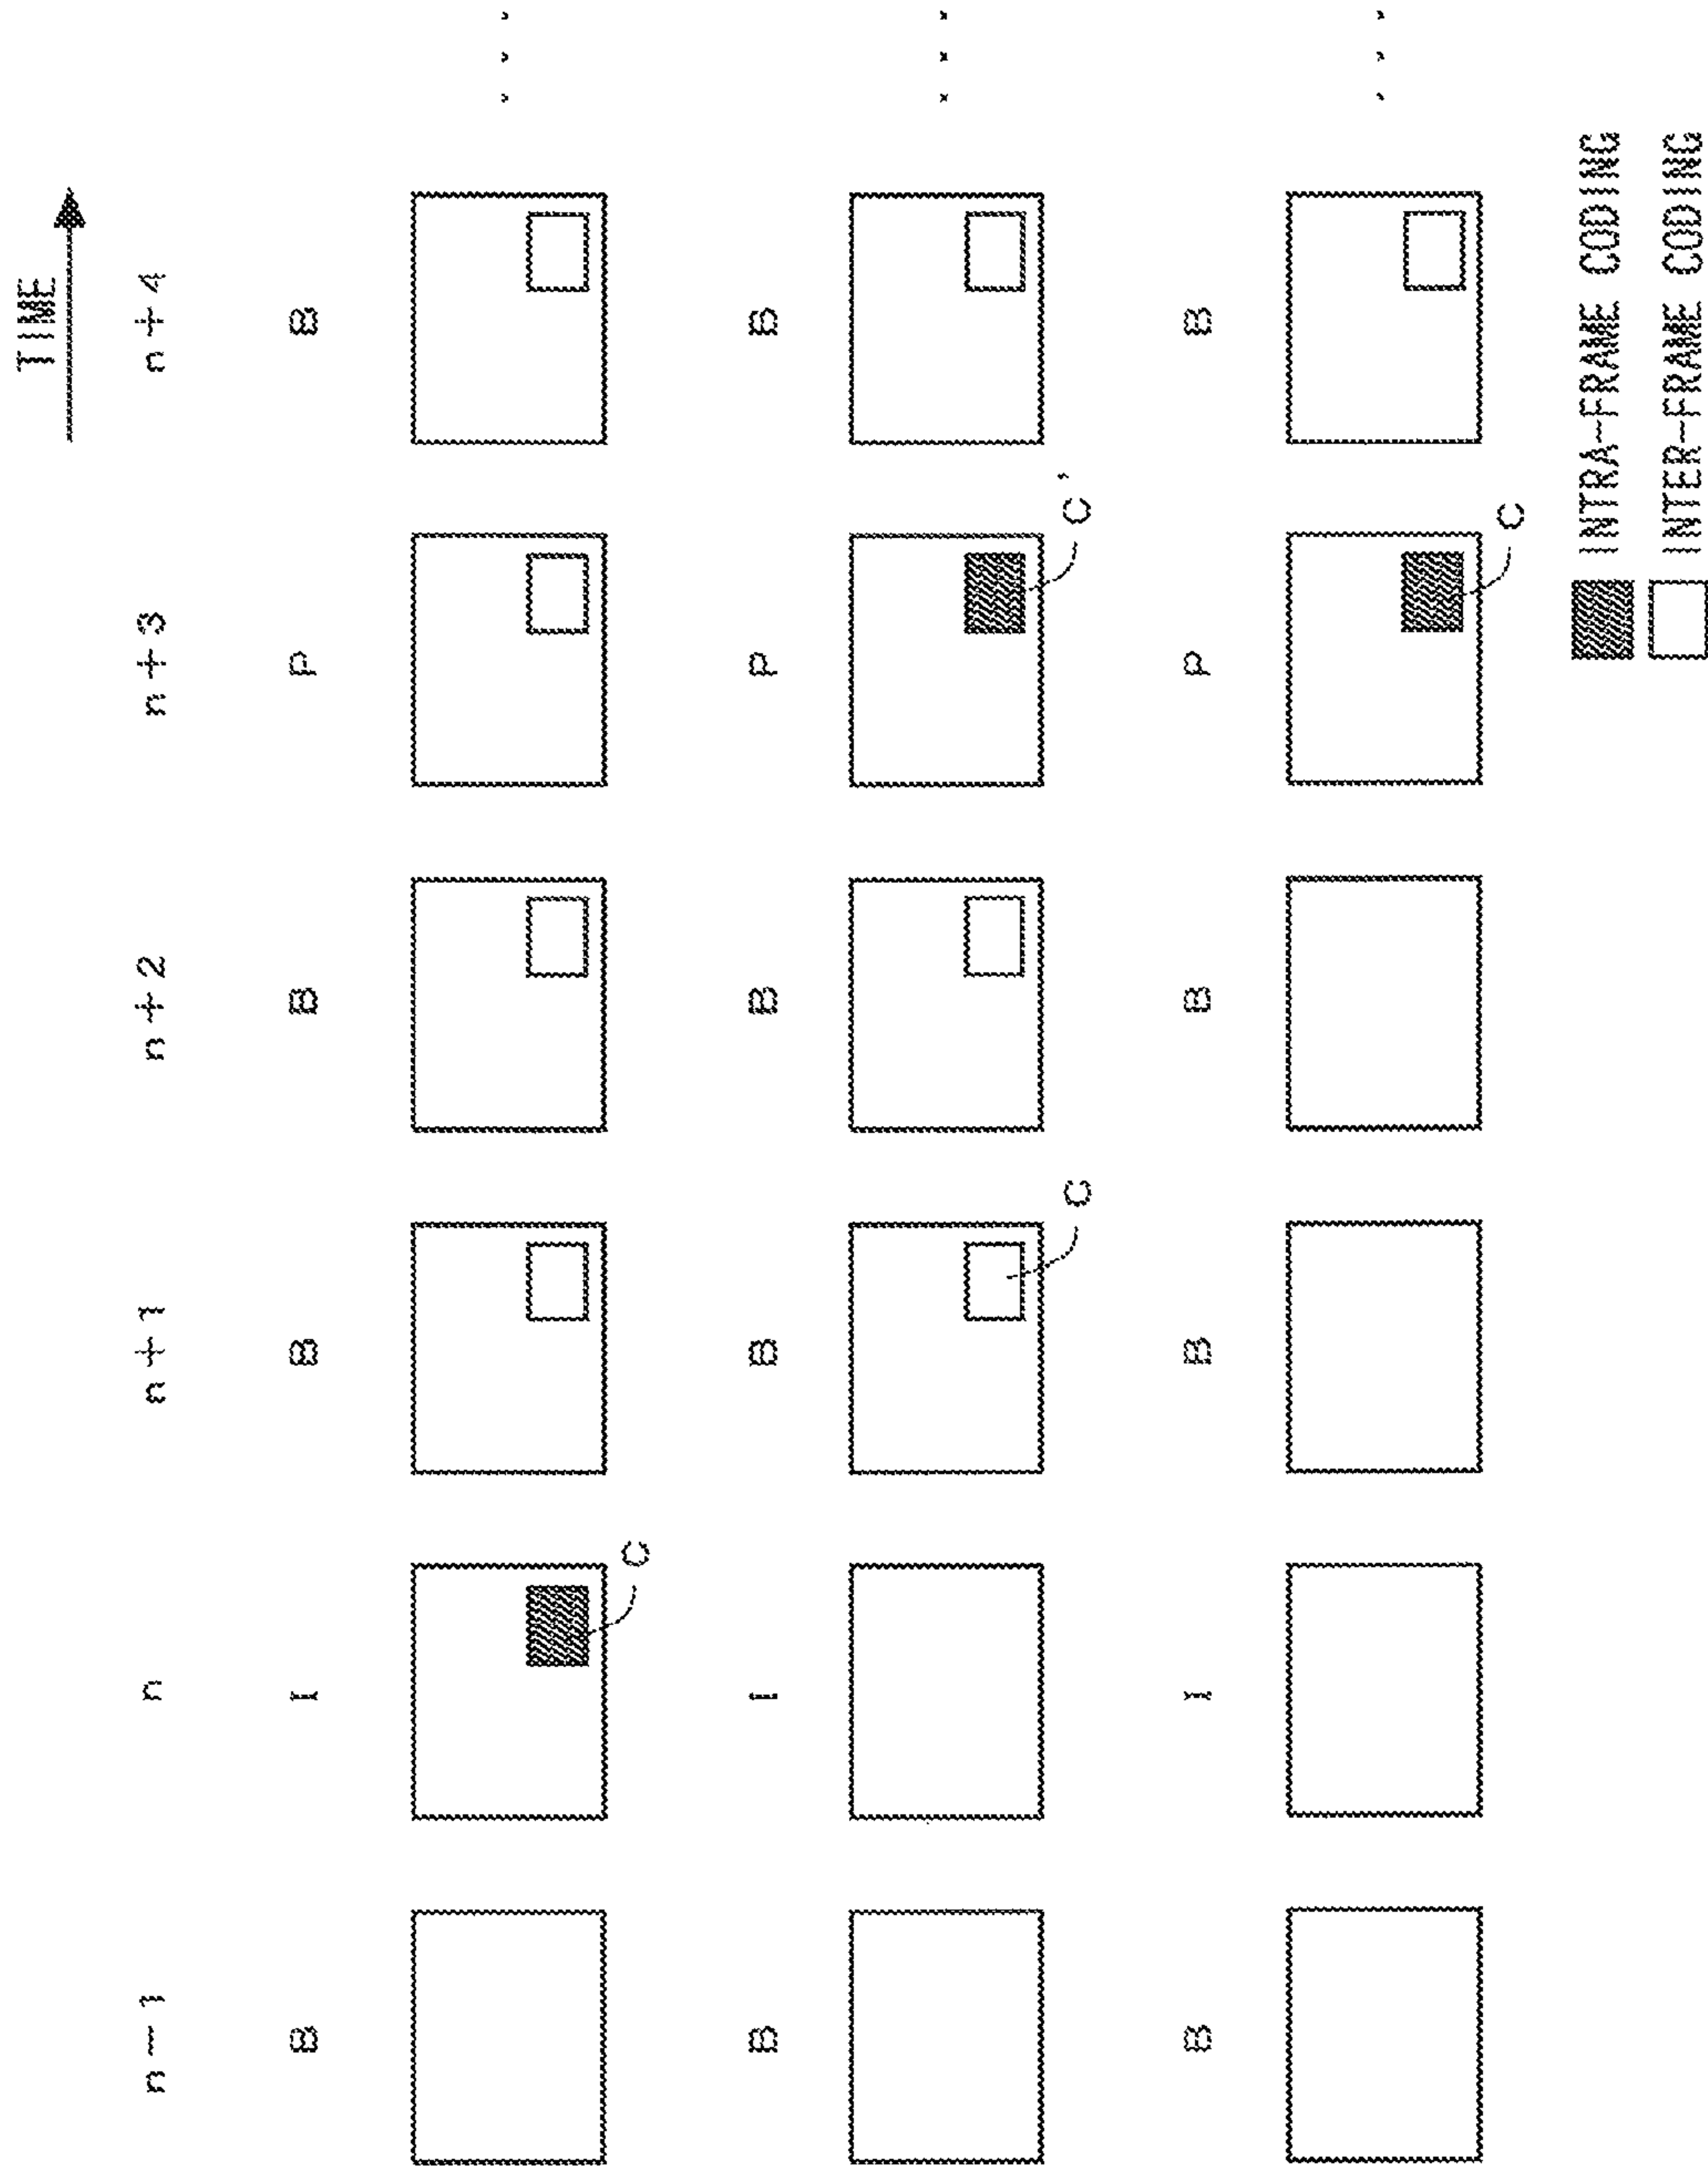 TIME
n-1 n n+1 n+2 n+3 n+4
B I B B P B
C
B I B B P B
C C'
B I B B P B
C
INTRA-FRAME CODING
INTER-FRAME CODING